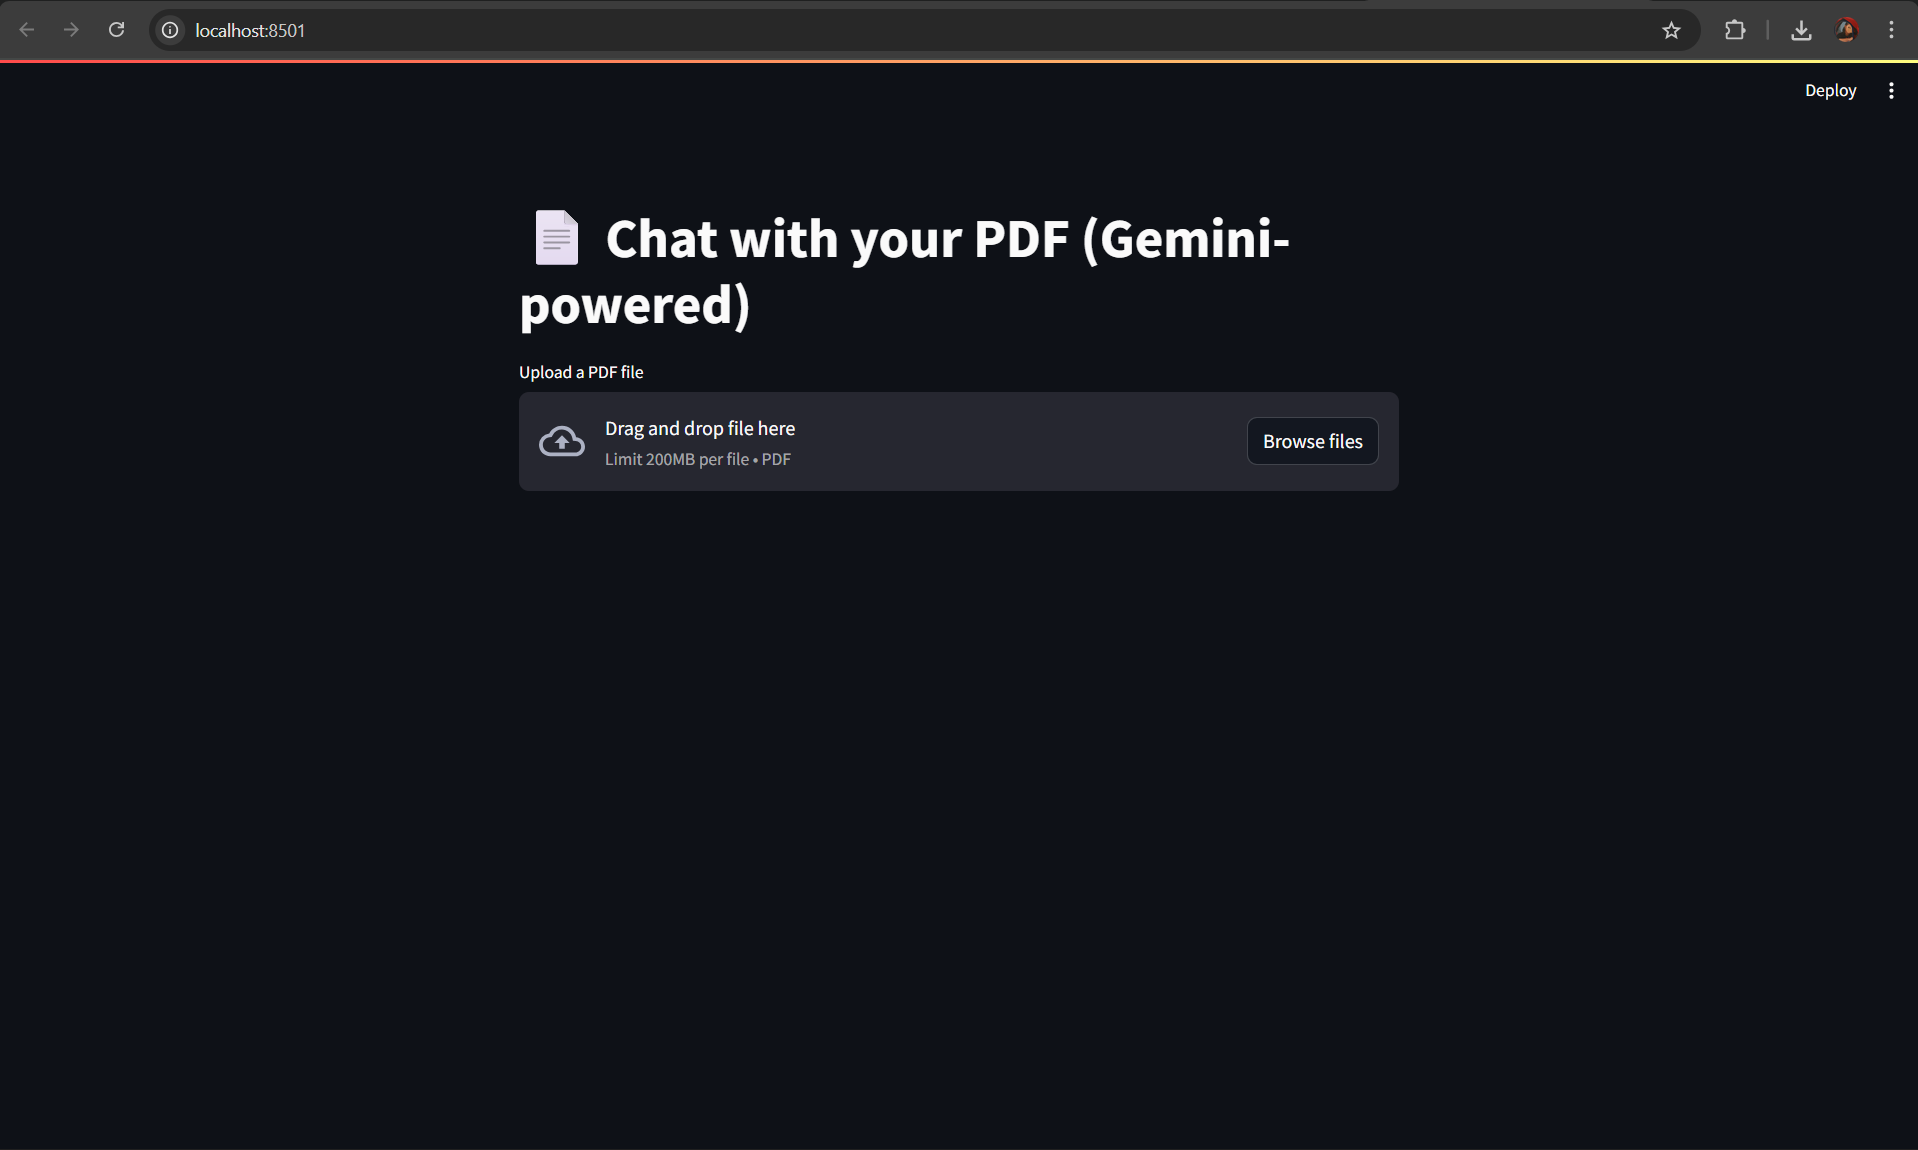 localhost:8501
Deploy
Chat with your PDF (Gemini-
powered)
Upload a PDF file
Drag and drop file here
Limit 200MB per file • PDF
Browse files